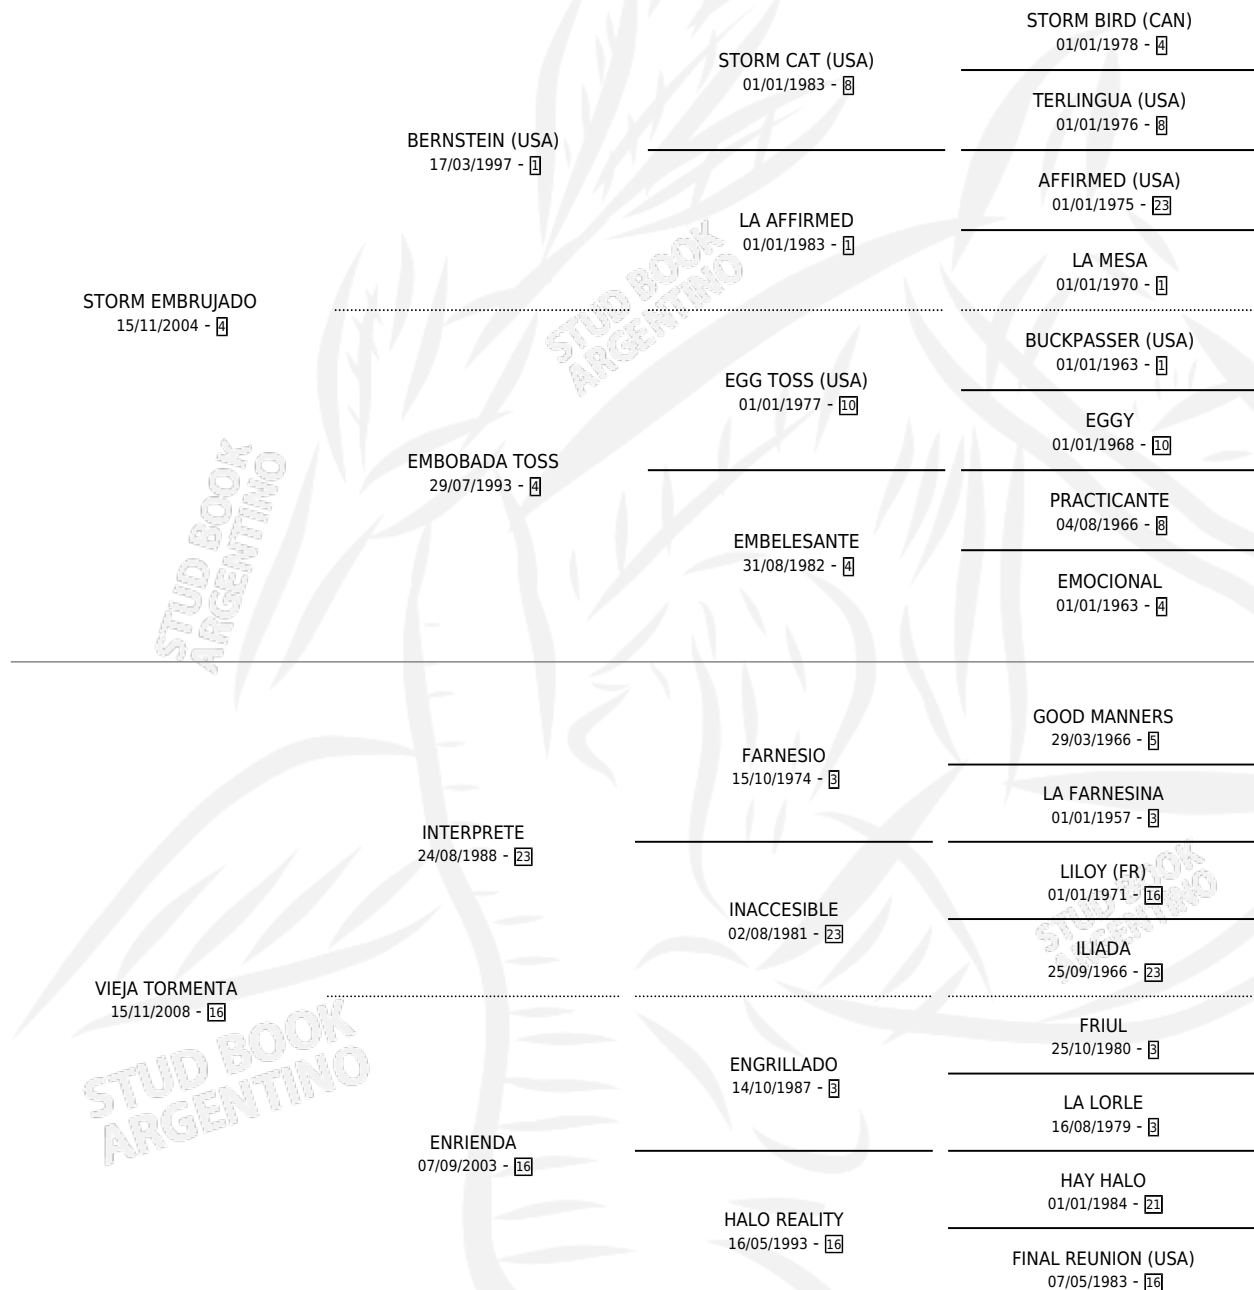 STORM BIRD (CAN)
01/01/1978 - 4
STORM CAT (USA)
01/01/1983 - 8
TERLINGUA (USA)
01/01/1976 - 8
BERNSTEIN (USA)
17/03/1997 - 1
AFFIRMED (USA)
01/01/1975 - 23
LA AFFIRMED
01/01/1983 - 1
LA MESA
01/01/1970 - 1
STORM EMBRUJADO
15/11/2004 - 4
BUCKPASSER (USA)
01/01/1963 - 1
EGG TOSS (USA)
01/01/1977 - 10
EGGY
01/01/1968 - 10
EMBOBADA TOSS
29/07/1993 - 4
PRACTICANTE
04/08/1966 - 8
EMBELESANTE
31/08/1982 - 4
EMOCIONAL
01/01/1963 - 4
GOOD MANNERS
29/03/1966 - 5
FARNESIO
15/10/1974 - 3
LA FARNESINA
01/01/1957 - 3
INTERPRETE
24/08/1988 - 23
LILOY (FR)
01/01/1971 - 16
INACCESIBLE
02/08/1981 - 23
ILIADA
25/09/1966 - 23
VIEJA TORMENTA
15/11/2008 - 16
FRIUL
25/10/1980 - 3
ENGRILLADO
14/10/1987 - 3
LA LORLE
16/08/1979 - 3
ENRIENDA
07/09/2003 - 16
HAY HALO
01/01/1984 - 21
HALO REALITY
16/05/1993 - 16
FINAL REUNION (USA)
07/05/1983 - 16
STUD BOOK
ARGENTINO
STUD BOOK
ARGENTINO
STUD BOOK
ARGENTINO
STUD BOOK
ARGENTINO